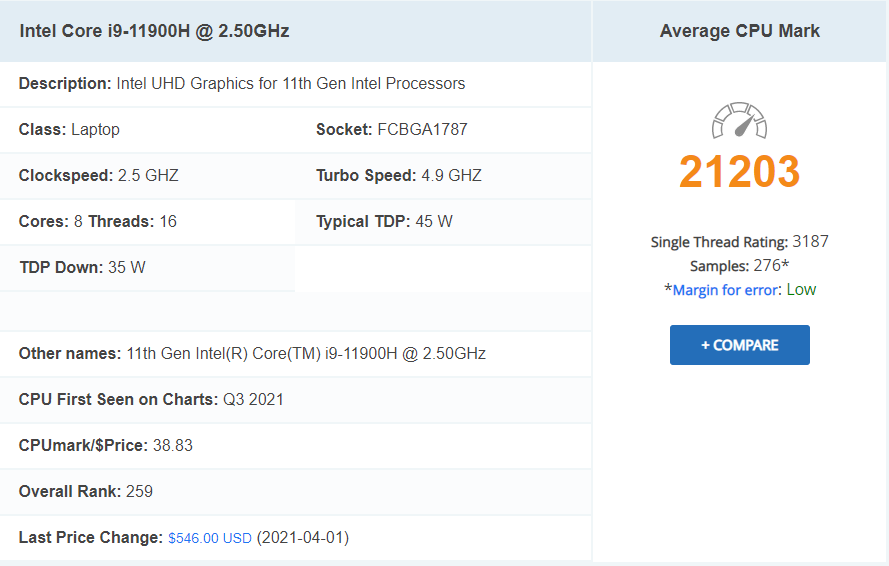 Intel Core i9-11900H @ 2.50GHz
Description: Intel UHD Graphics for 11th Gen Intel Processors
Class: Laptop
Socket: FCBGA1787
Clockspeed: 2.5 GHZ
Turbo Speed: 4.9 GHZ
Cores: 8 Threads: 16
Typical TDP: 45 W
TDP Down: 35 W
Other names: 11th Gen Intel(R) Core(TM) i9-11900H @ 2.50GHz
CPU First Seen on Charts: Q3 2021
CPUmark/$Price: 38.83
Overall Rank: 259
Last Price Change: $546.00 USD (2021-04-01)
Average CPU Mark
21203
Single Thread Rating: 3187
Samples: 276*
*Margin for error: Low
+ COMPARE